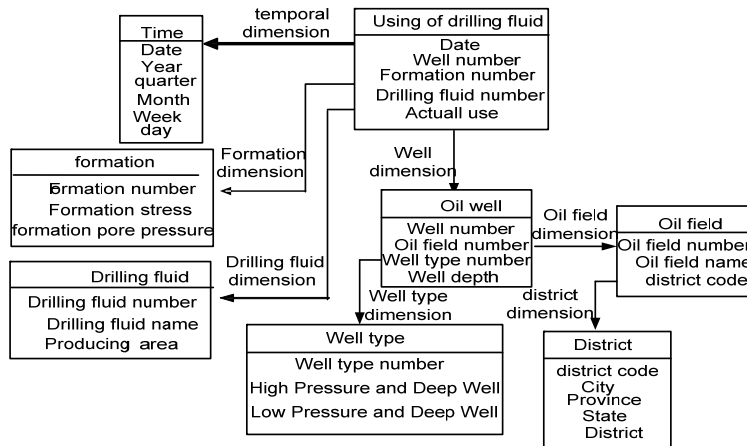 temporal
dimension
Using of drilling fluid
Date
Well number
Formation number
Drilling fluid number
Actuall use
Time
Date
Year
quarter
Month
Week
day
Formation
dimension
formation
Formation number
Formation stress
formation pore pressure
Well
dimension
Oil well
Well number
Oil field number
Well type number
Well depth
Oil field
dimension
Oil field
Oil field number
Oil field name
district code
Drilling fluid
dimension
Drilling fluid
Drilling fluid number
Drilling fluid name
Producing area
Well type
dimension
Well type
Well type number
High Pressure and Deep Well
Low Pressure and Deep Well
district
dimension
District
district code
City
Province
State
District